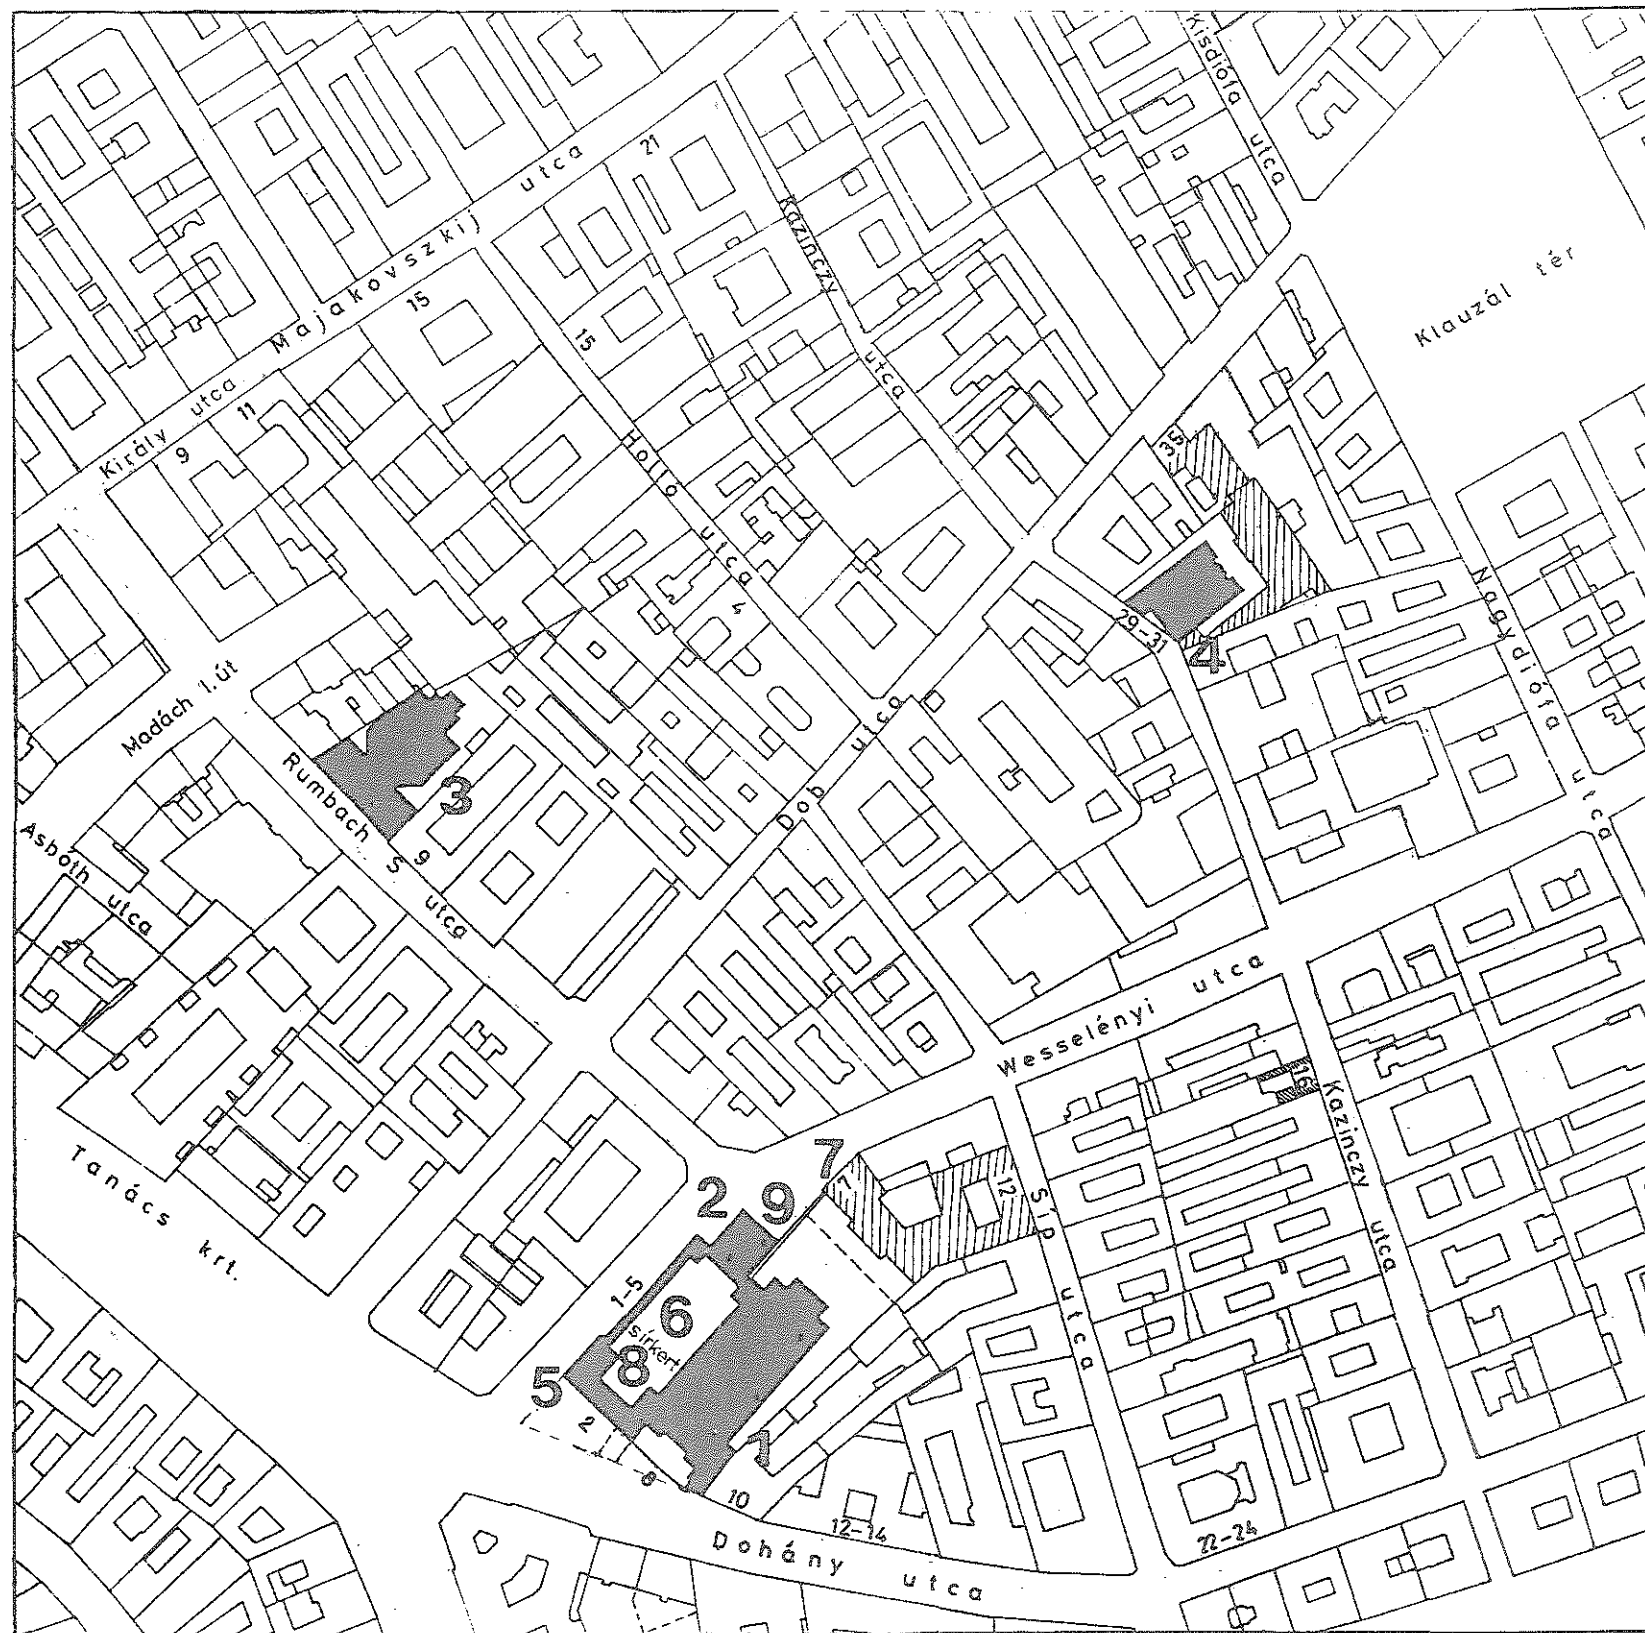 Kisdiófa utca
21
Majakovszkij utca
Kazinczy utca
Klauzál tér
15
15
Király utca
11
9
Holló utca
35
4
29-31
4
Nagydiófa utca
Madách I. út
Rumbach S utca
3
9
Dob utca
Asbóth utca
Wesselényi utca
16
Kazinczy utca
Tanács krt.
7
7
12
Síp utca
2
9
1-5
6
sírkert
8
5
1
2
8
1
10
12-14
22-24
Dohány utca